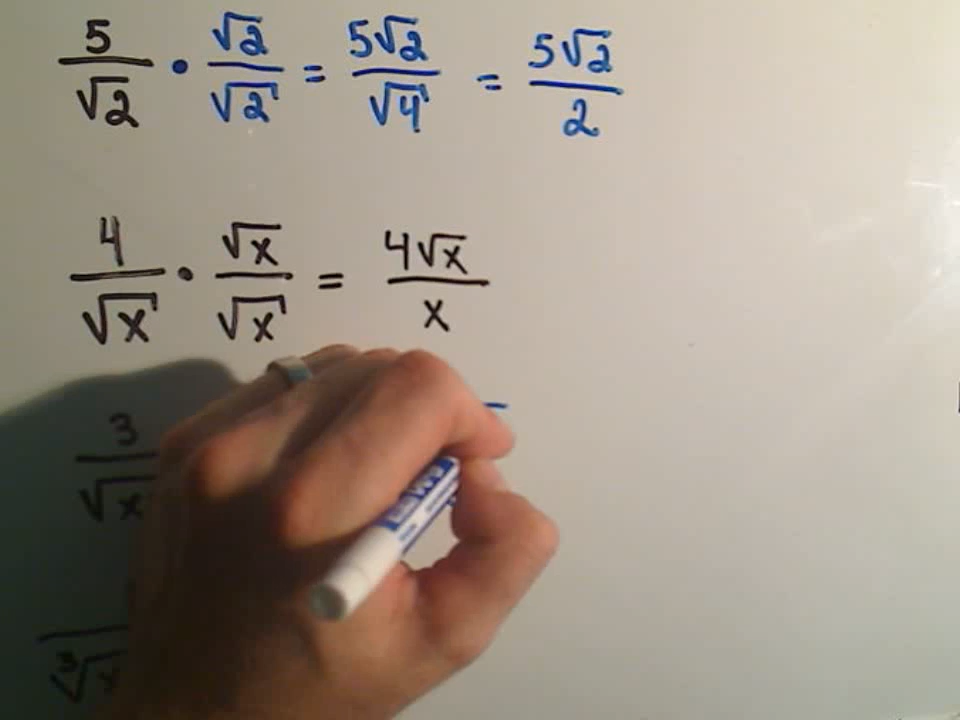 5/√2 · √2/√2 = 5√2/√4 = 5√2/2
4/√x · √x/√x = 4√x/x
3/√x
∛x